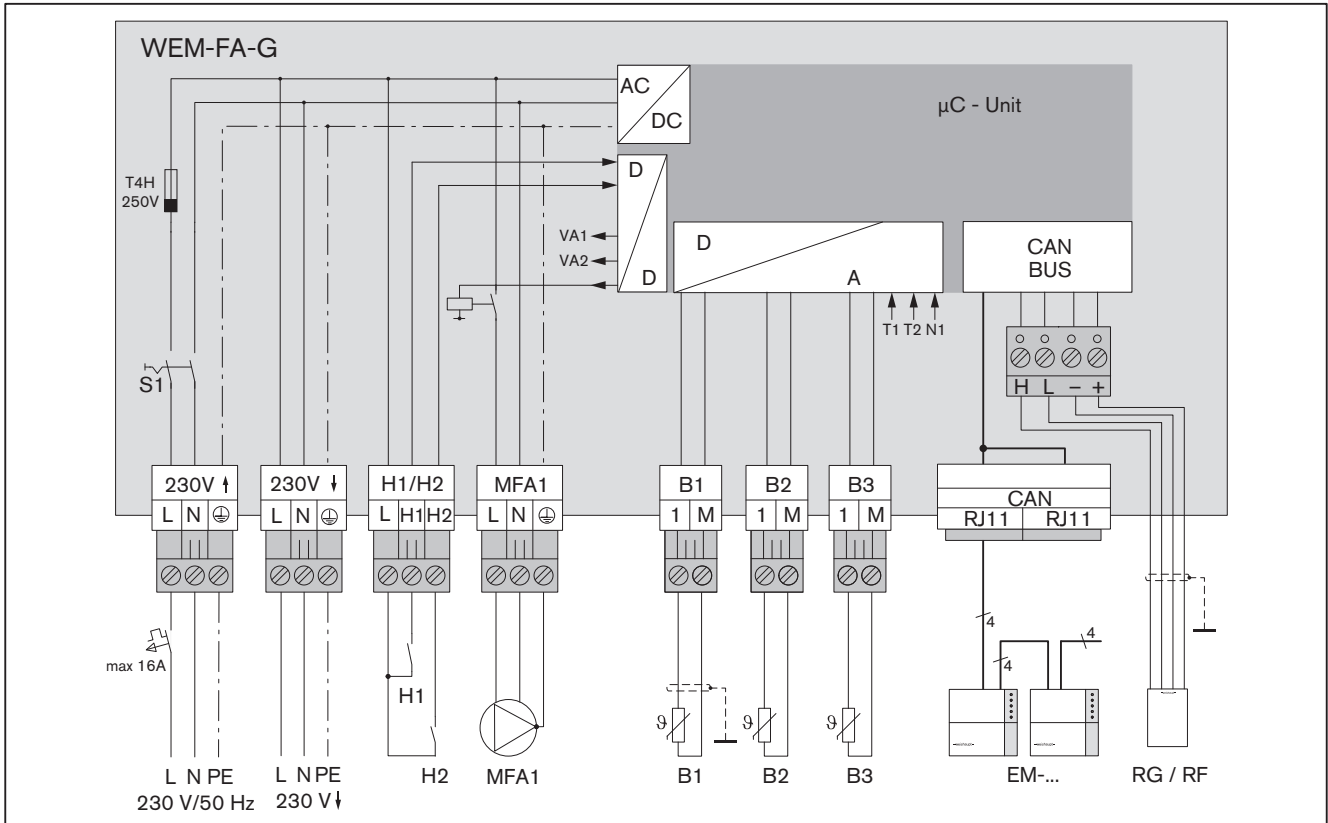 WEM-FA-G
AC
DC
µC - Unit
T4H
250V
D
D
VA1
VA2
D
A
T1 T2 N1
CAN
BUS
S1
H L – +
230V ↑
L N
230V ↓
L N
H1/H2
L H1 H2
MFA1
L N
B1
1 M
B2
1 M
B3
1 M
CAN
RJ11 RJ11
max 16A
H1
ϑ
ϑ
ϑ
4
4
4
L N PE
230 V/50 Hz
L N PE
230 V ↓
H2
MFA1
B1
B2
B3
EM-...
RG / RF